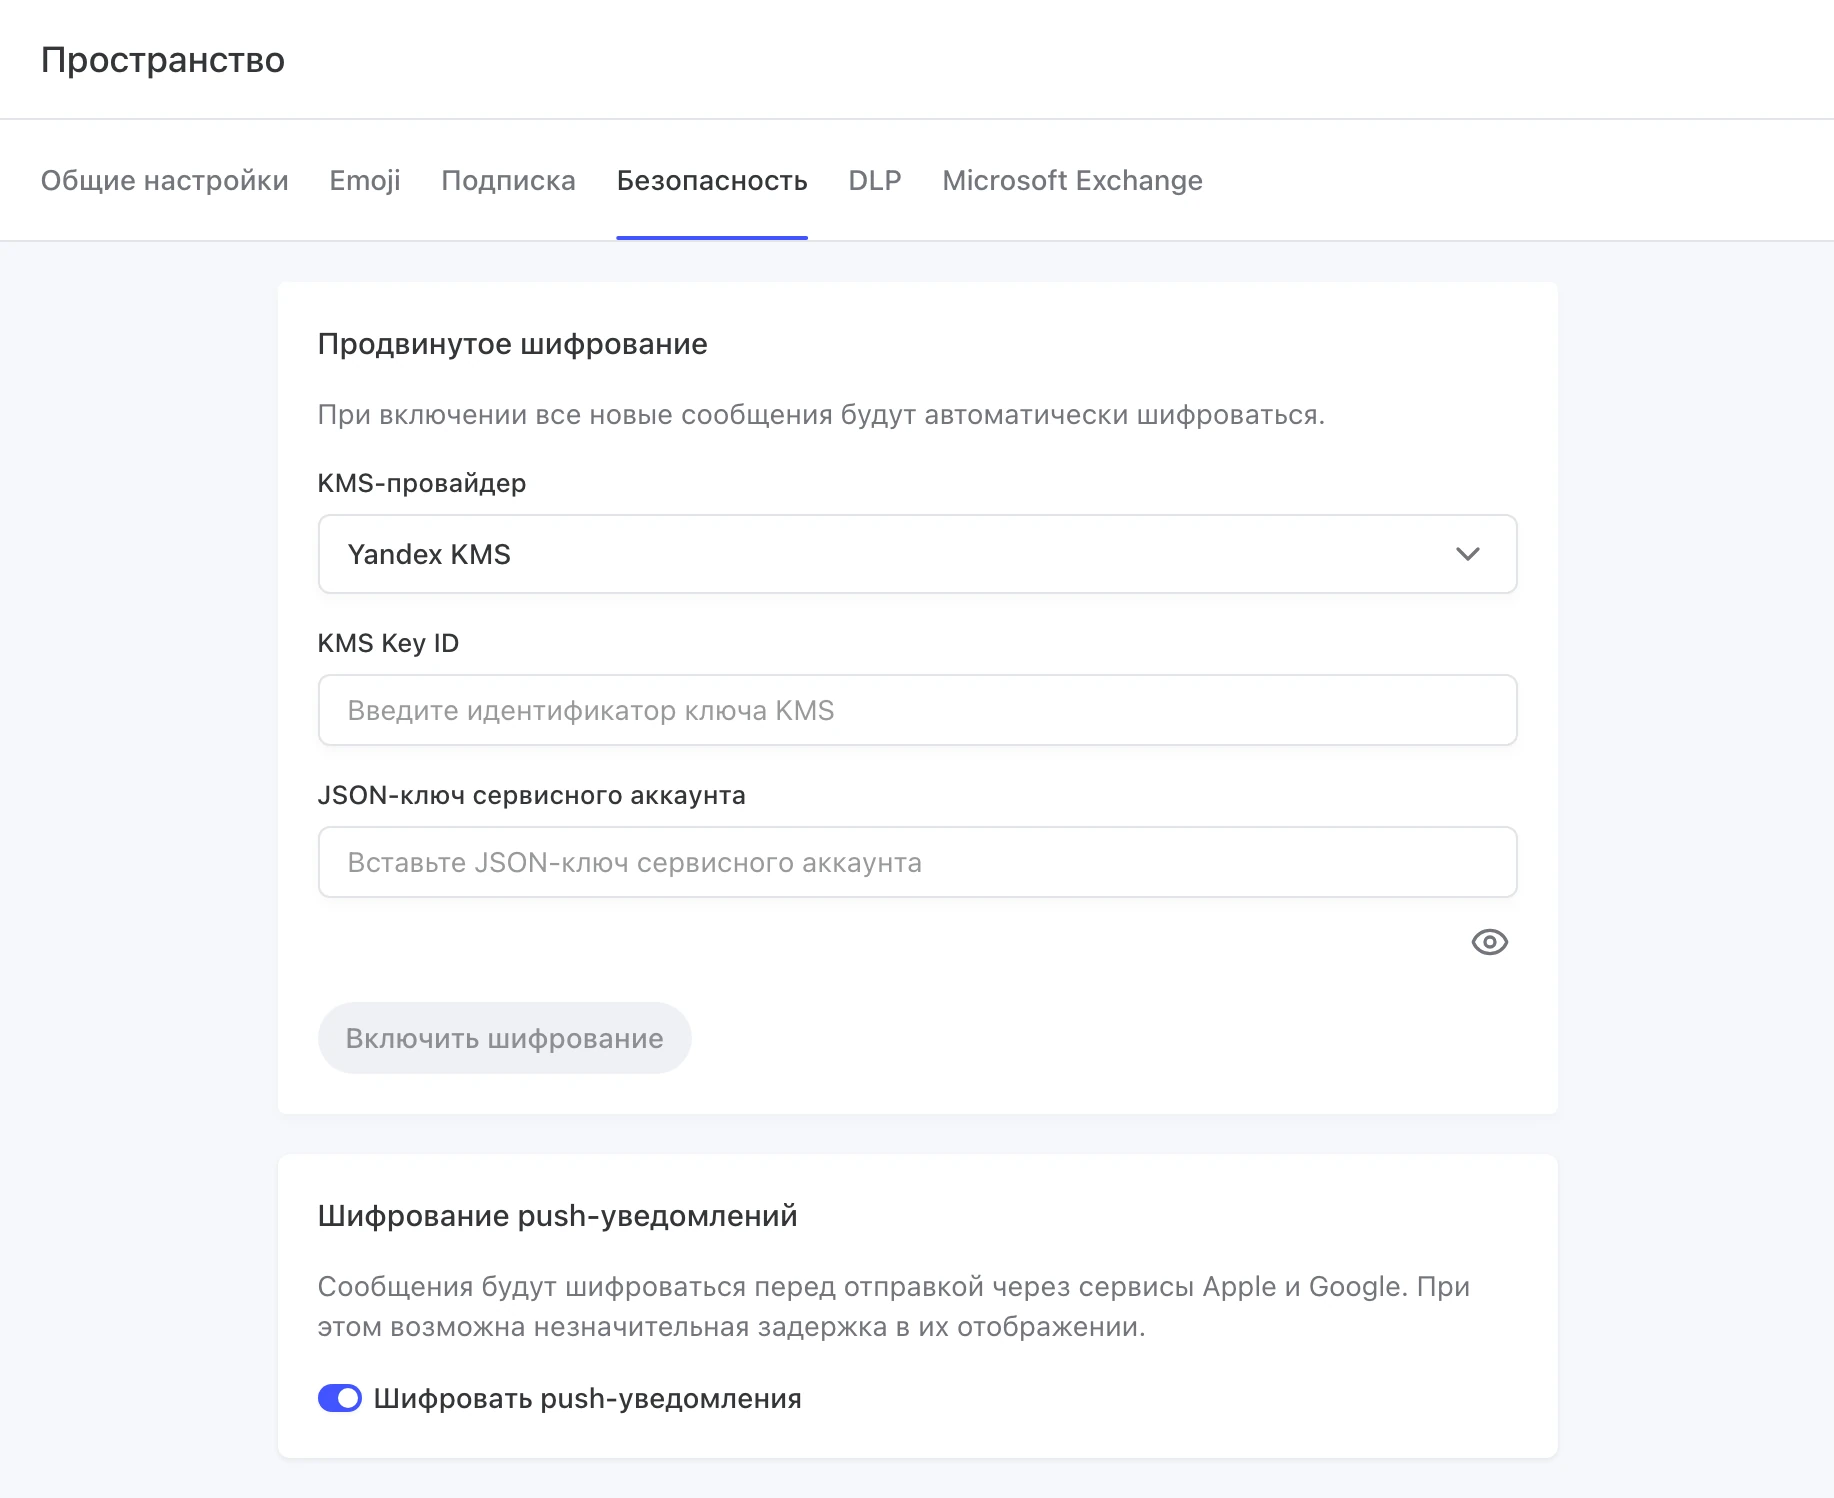 Пространство
Общие настройки Emoji Подписка Безопасность DLP Microsoft Exchange
Продвинутое шифрование
При включении все новые сообщения будут автоматически шифроваться.
KMS-провайдер
Yandex KMS
KMS Key ID
Введите идентификатор ключа KMS
JSON-ключ сервисного аккаунта
Вставьте JSON-ключ сервисного аккаунта
Включить шифрование
Шифрование push-уведомлений
Сообщения будут шифроваться перед отправкой через сервисы Apple и Google. При
этом возможна незначительная задержка в их отображении.
Шифровать push-уведомления